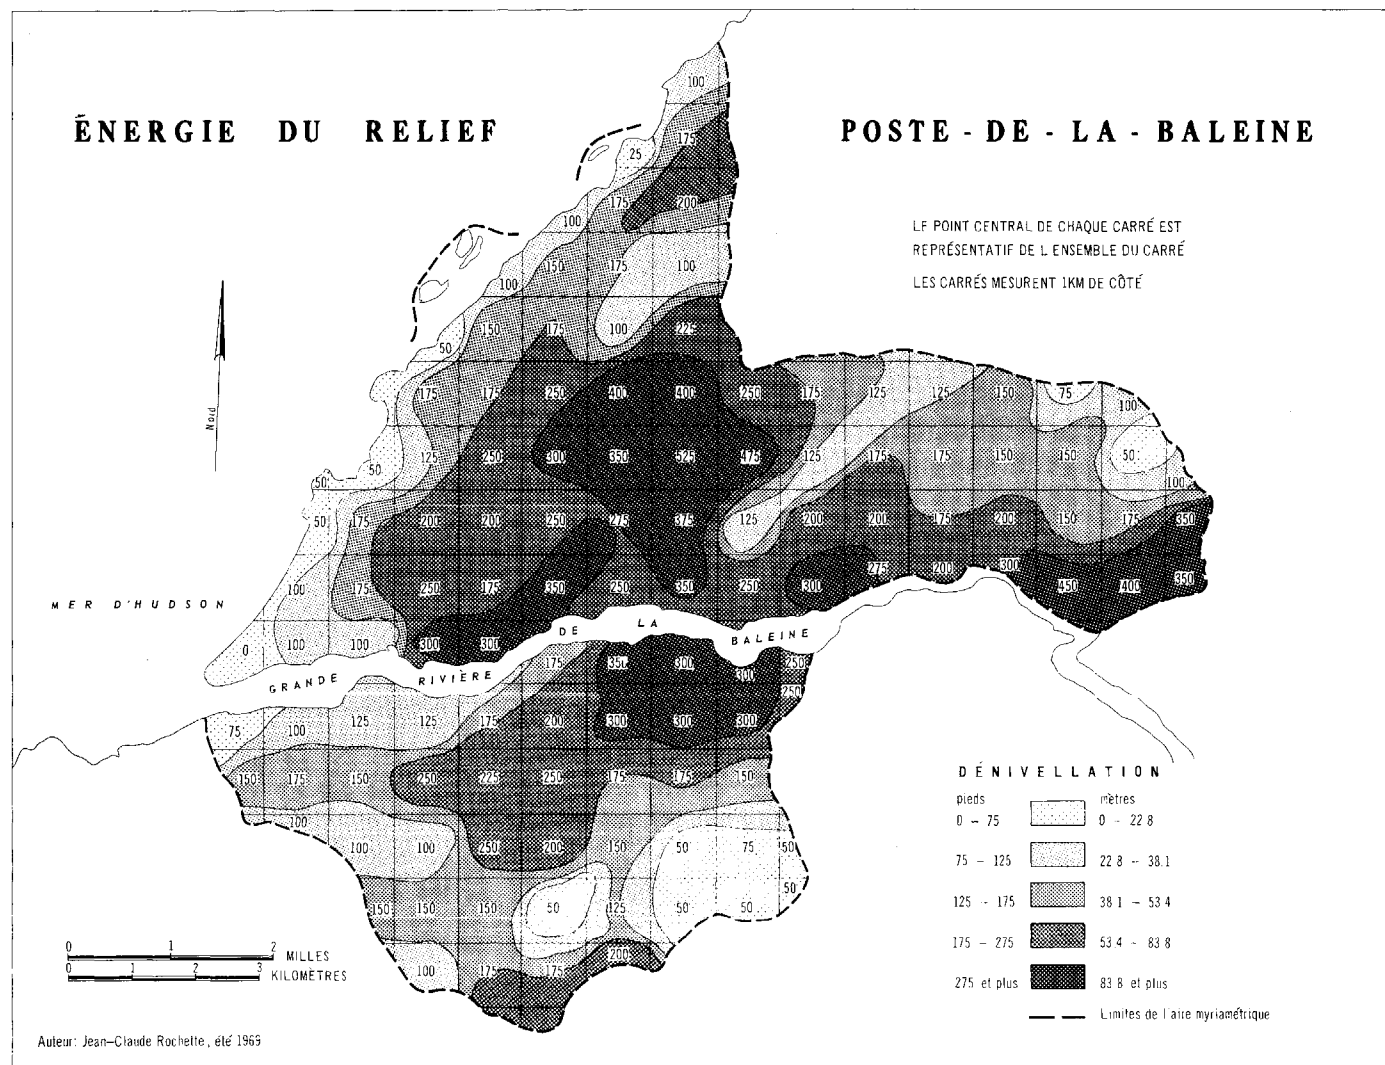 ÉNERGIE DU RELIEF
POSTE - DE - LA - BALEINE
LE POINT CENTRAL DE CHAQUE CARRÉ EST
REPRÉSENTATIF DE L ENSEMBLE DU CARRÉ
LES CARRÉS MESURENT 1KM DE CÔTÉ
Nord
100
175
25
175 200
100
150 175 100
100
150 175 100 225
50
175 175 250 400 400 250 175 125 125 150 75
100
50 125 250 300 350 525 475 125 175 175 150 150 50
50 100
50 175 200 200 250 275 375 125 200 200 175 200 150 175 350
100 175 250 175 350 250 350 250 300 275 200 300 450 400 350
MER D'HUDSON
0 100 100 300 300
GRANDE RIVIÈRE DE LA BALEINE
175 350 300 300 250
250
75 100 125 125 175 200 300 300 300
150 175 150 250 225 250 175 175 150
100
100 100 250 200 150 50 75 50
50
150 150 150 50 125 50 50
100 175 175 200
DÉNIVELLATION
pieds mètres
0 - 75 0 - 22 8
75 - 125 22 8 - 38.1
125 - 175 38 1 - 53 4
175 - 275 53 4 - 83 8
275 et plus 83 8 et plus
Limites de l'aire myriamétrique
0 1 2 MILLES
0 1 2 3 KILOMÈTRES
Auteur: Jean-Claude Rochette, été 1969